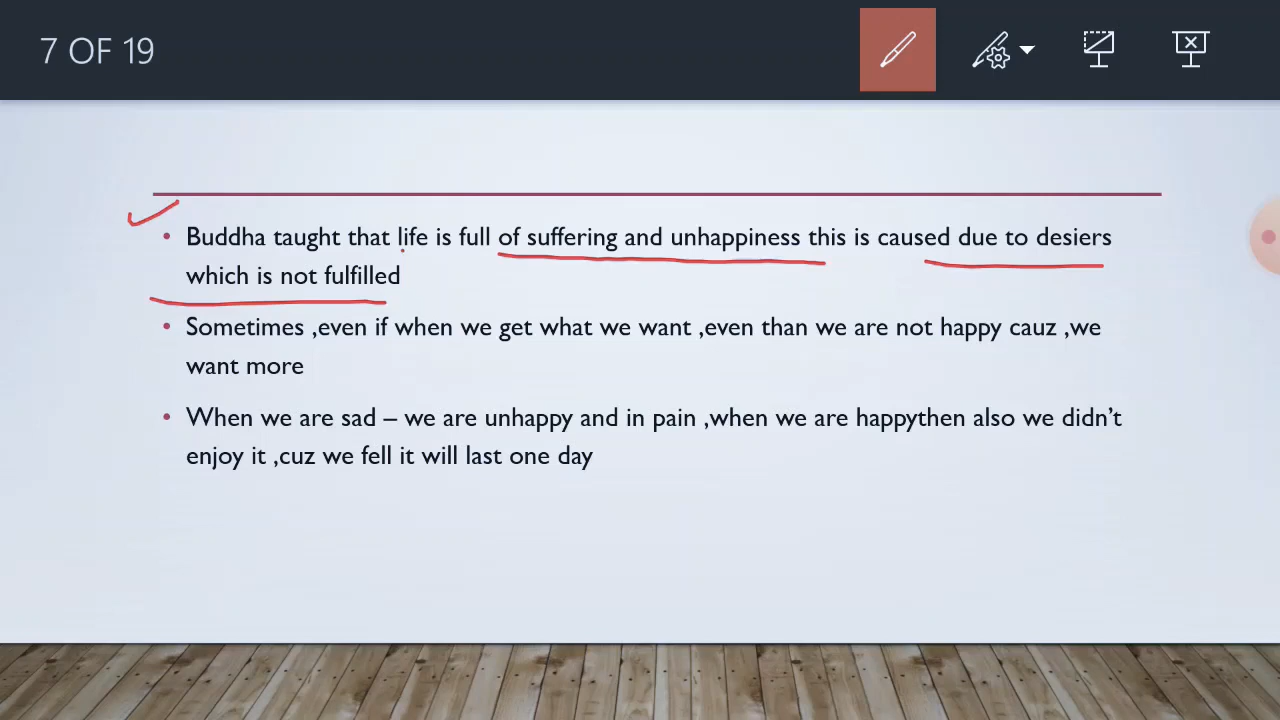 7 OF 19
• Buddha taught that life is full of suffering and unhappiness this is caused due to desiers
which is not fulfilled
• Sometimes ,even if when we get what we want ,even than we are not happy cauz ,we
want more
• When we are sad – we are unhappy and in pain ,when we are happythen also we didn’t
enjoy it ,cuz we fell it will last one day